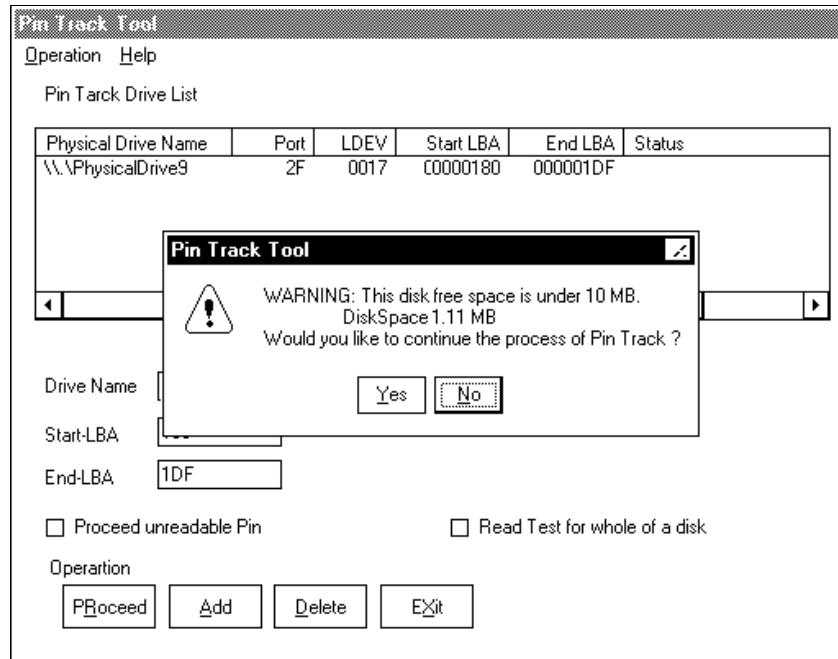 Pin Track Tool
Operation Help
Pin Tarck Drive List
Physical Drive Name Port LDEV Start LBA End LBA Status
\\.\PhysicalDrive9 2F 0017 00000180 000001DF
Pin Track Tool
WARNING: This disk free space is under 10 MB.
DiskSpace 1.11 MB
Would you like to continue the process of Pin Track ?
Yes No
Drive Name
Start-LBA
End-LBA 1DF
Proceed unreadable Pin Read Test for whole of a disk
Operartion
PRoceed Add Delete EXit